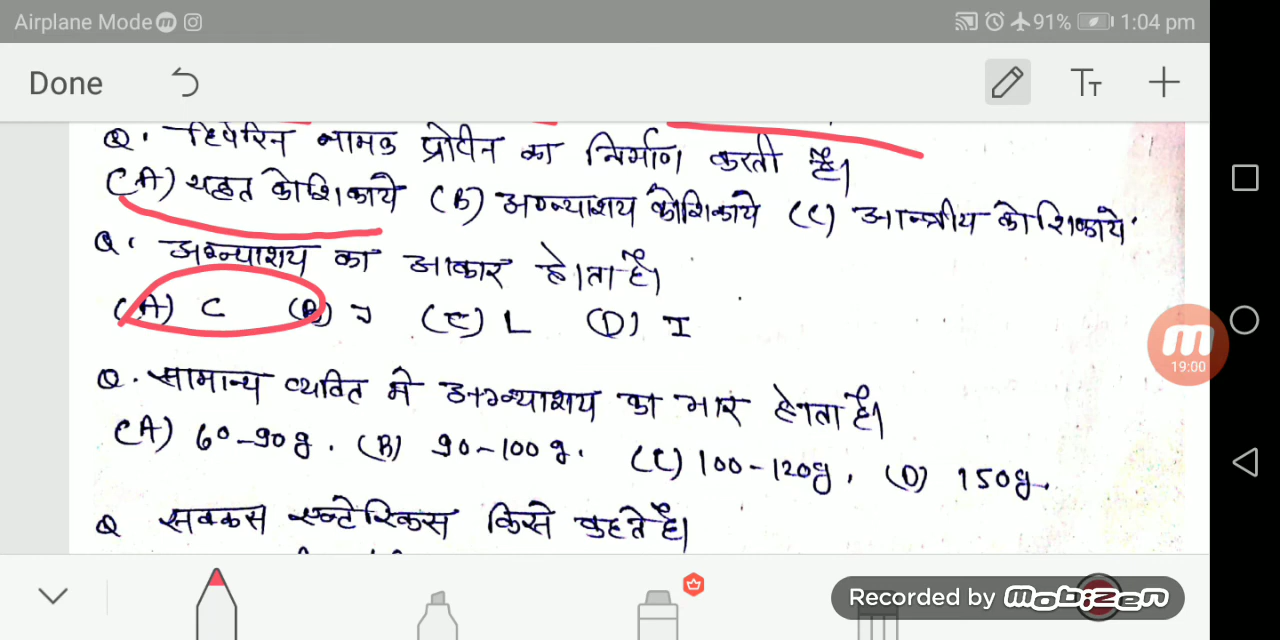 Airplane Mode 91% 1:04 pm
Done TT
Q. हिपेरिन नामक प्रोटीन का निर्माण करती है।
(A) यकृत कोशिकाये (B) अग्न्याशय कोशिकाये (C) आन्त्रीय कोशिकाये
Q. अग्न्याशय का आकार होता है।
(A) C (B) J (C) L (D) I
19:00
Q. सामान्य व्यक्ति मे अग्न्याशय का भार होता है।
(A) 60-90g. (B) 90-100g. (C) 100-120g, (D) 150g.
Q सक्कस एन्टेरिकस किसे कहते है।
Recorded by mobizen